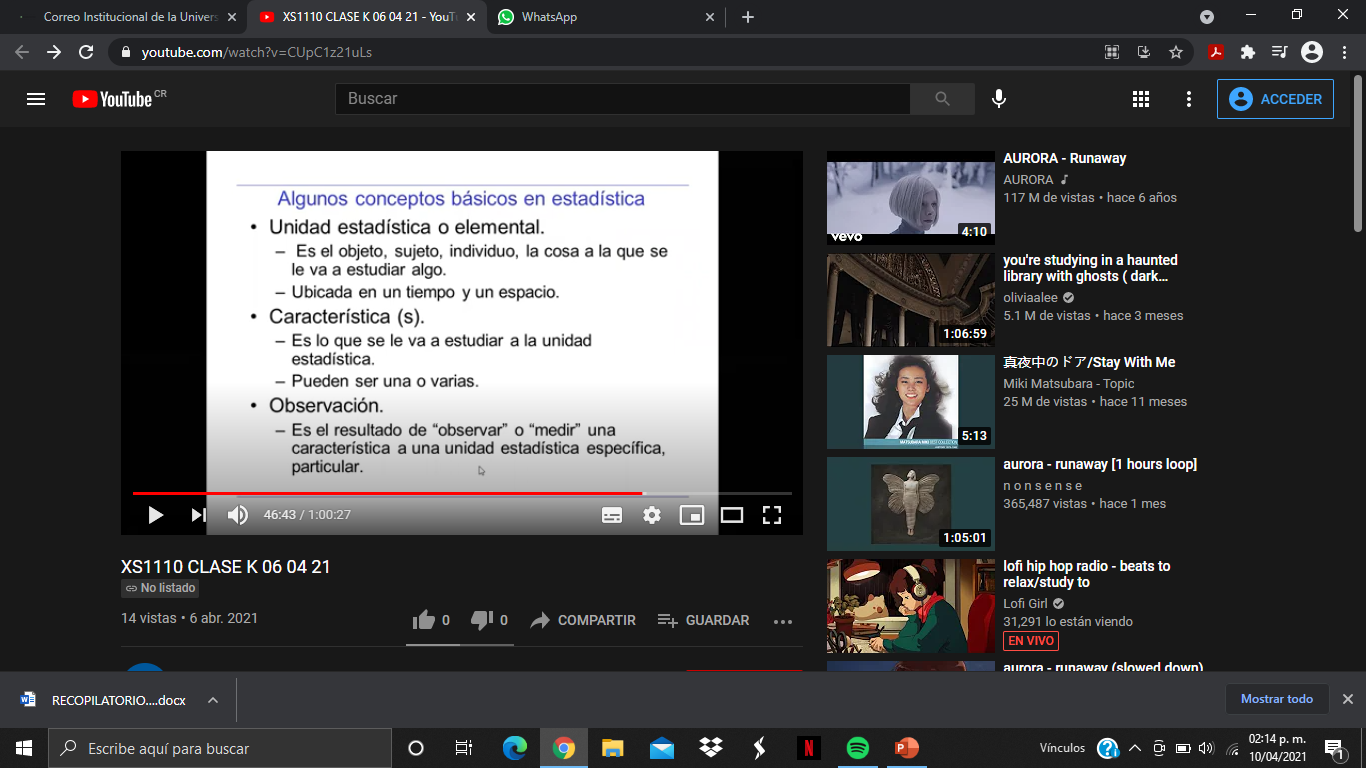 Correo Institucional de la Univers
XS1110 CLASE K 06 04 21 - YouT
WhatsApp
youtube.com/watch?v=CUpC1z21uLs
YouTube CR
Buscar
ACCEDER
Algunos conceptos básicos en estadística
• Unidad estadística o elemental.
– Es el objeto, sujeto, individuo, la cosa a la que se
le va a estudiar algo.
– Ubicada en un tiempo y un espacio.
• Característica (s).
– Es lo que se le va a estudiar a la unidad
estadística.
– Pueden ser una o varias.
• Observación.
– Es el resultado de “observar” o “medir” una
característica a una unidad estadística específica,
particular.
46:43 / 1:00:27
XS1110 CLASE K 06 04 21
No listado
14 vistas • 6 abr. 2021
0
0
COMPARTIR
GUARDAR
vevo
4:10
AURORA - Runaway
AURORA
117 M de vistas • hace 6 años
1:06:59
you're studying in a haunted
library with ghosts ( dark...
oliviaalee
5.1 M de vistas • hace 3 meses
5:13
真夜中のドア/Stay With Me
Miki Matsubara - Topic
25 M de vistas • hace 11 meses
1:05:01
aurora - runaway [1 hours loop]
n o n s e n s e
365,487 vistas • hace 1 mes
lofi hip hop radio - beats to
relax/study to
Lofi Girl
31,291 lo están viendo
EN VIVO
aurora - runaway (slowed down)
RECOPILATORIO....docx
Mostrar todo
Escribe aquí para buscar
Vínculos
02:14 p. m.
10/04/2021
1